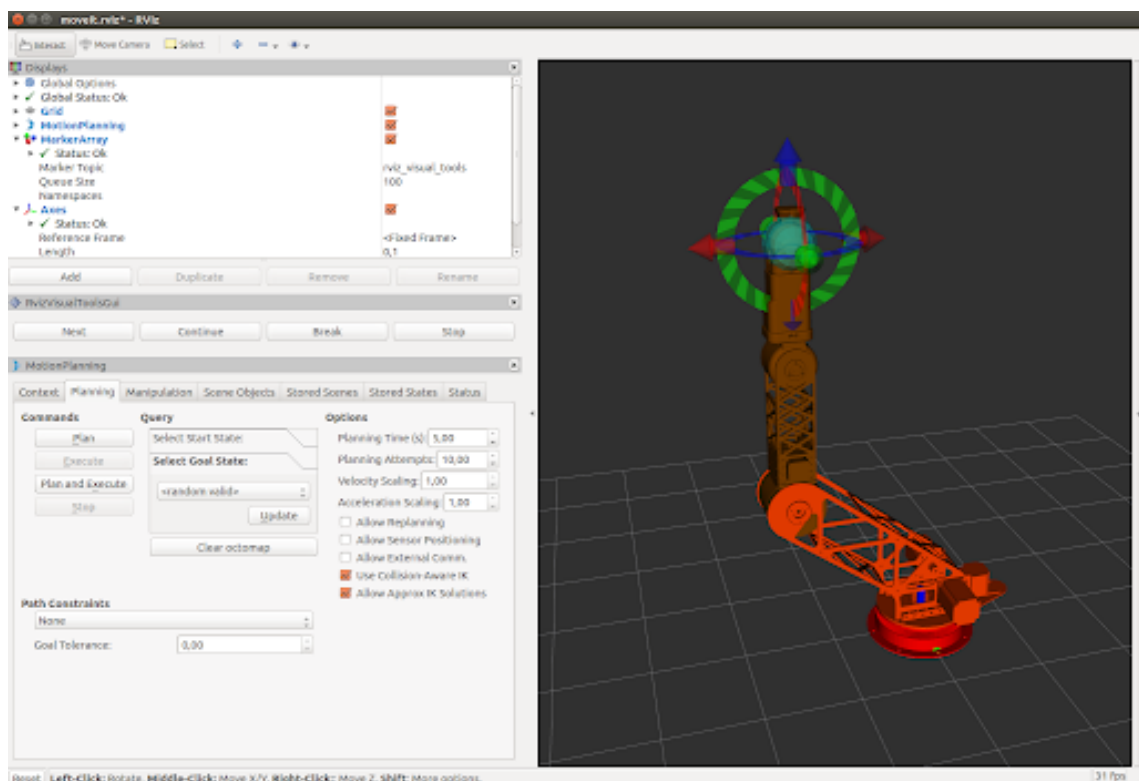 moveit.rviz* - RViz
Interact Move Camera Select
Displays
Global Options
Global Status: Ok
Grid
MotionPlanning
MarkerArray
Status: Ok
Marker Topic rviz_visual_tools
Queue Size 100
Namespaces
Axes
Status: Ok
Reference Frame <Fixed Frame>
Length 0,1
Add Duplicate Remove Rename
RvizVisualToolsGui
Next Continue Break Stop
MotionPlanning
Context Planning Manipulation Scene Objects Stored Scenes Stored States Status
Commands Query Options
Plan Select Start State: Planning Time (s): 5,00
Execute Select Goal State: Planning Attempts: 10,00
Plan and Execute <random valid> Velocity Scaling: 1,00
Stop Update Acceleration Scaling: 1,00
Allow Replanning
Clear octomap Allow Sensor Positioning
Allow External Comm.
Use Collision-Aware IK
Allow Approx IK Solutions
Path Constraints
None
Goal Tolerance: 0,00
Reset Left-Click: Rotate. Middle-Click: Move X/Y. Right-Click: Move Z. Shift: More options. 31 fps